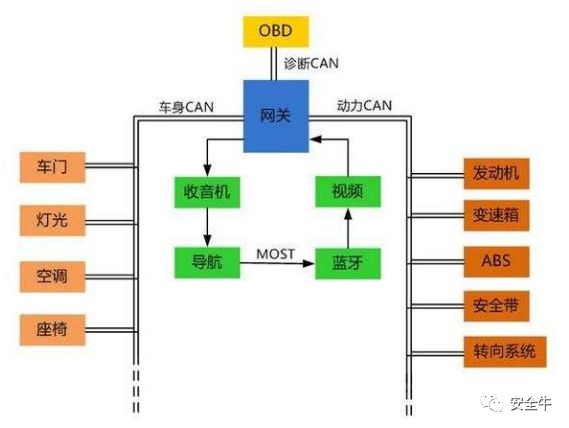 OBD
诊断CAN
车身CAN
网关
动力CAN
车门
收音机
视频
发动机
灯光
变速箱
空调
导航
MOST
蓝牙
ABS
座椅
安全带
转向系统
安全牛